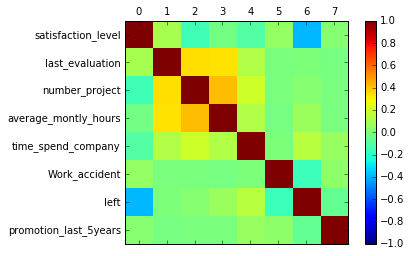 0 1 2 3 4 5 6 7
satisfaction_level
last_evaluation
number_project
average_montly_hours
time_spend_company
Work_accident
left
promotion_last_5years
1.0
0.8
0.6
0.4
0.2
0.0
−0.2
−0.4
−0.6
−0.8
−1.0